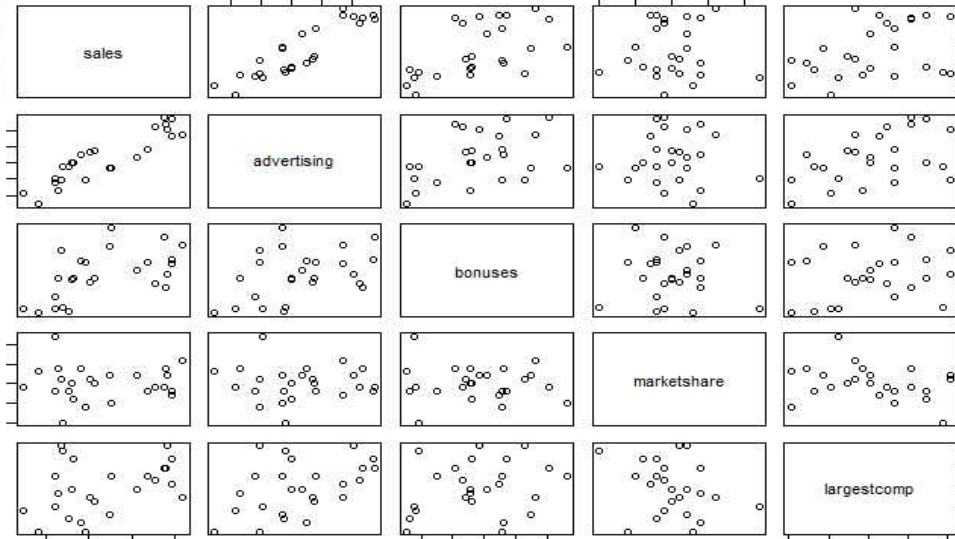 sales
advertising
bonuses
marketshare
largestcomp